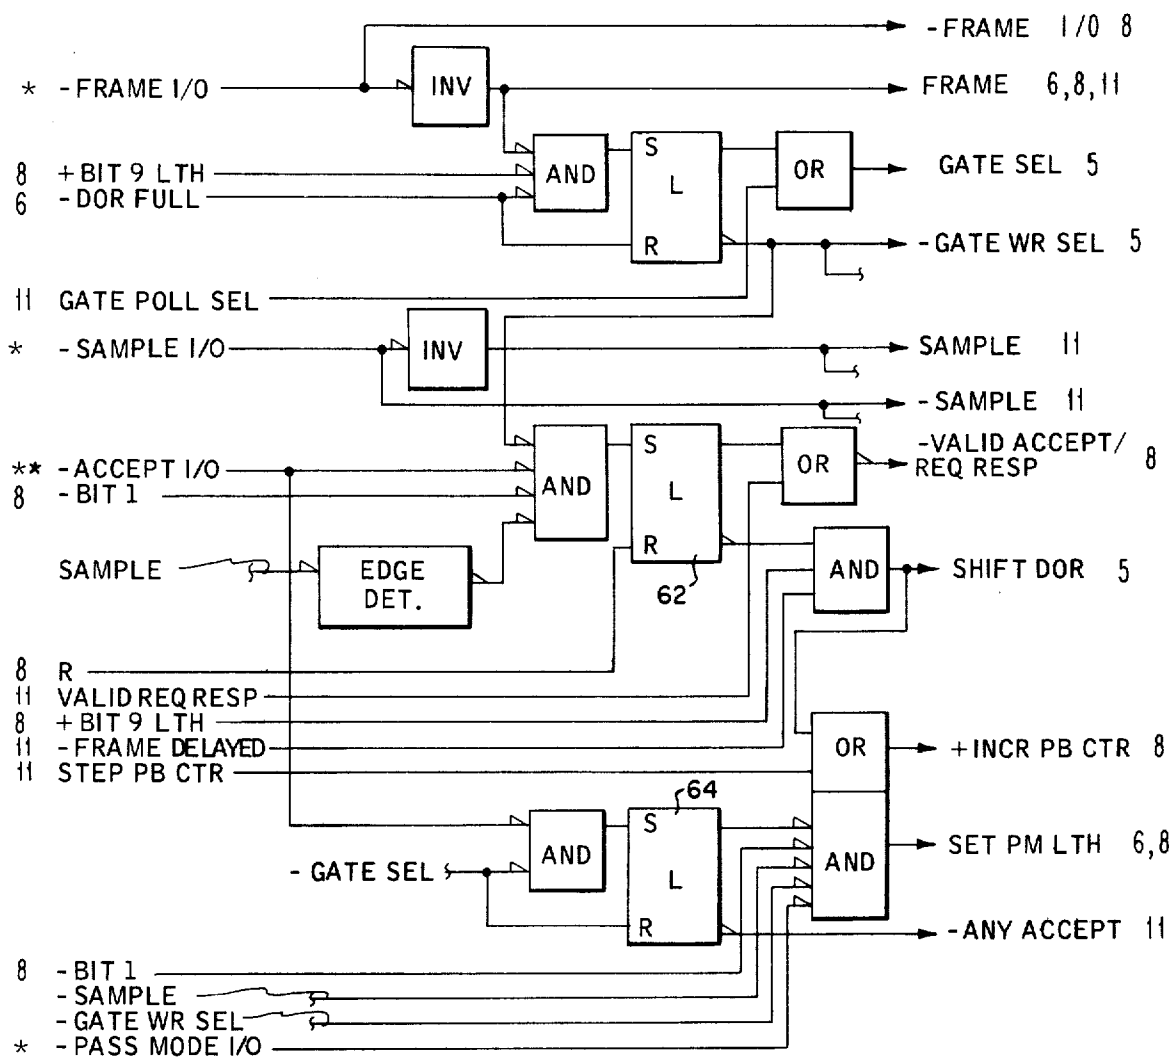 -FRAME I/O 8
* -FRAME I/O
INV
FRAME 6,8,11
8 +BIT 9 LTH
6 -DOR FULL
AND
S
L
R
OR
GATE SEL 5
-GATE WR SEL 5
11 GATE POLL SEL
* -SAMPLE I/O
INV
SAMPLE 11
-SAMPLE 11
** -ACCEPT I/O
8 -BIT 1
AND
S
L
R
62
OR
-VALID ACCEPT/
REQ RESP 8
SAMPLE
EDGE
DET.
AND
SHIFT DOR 5
8 R
11 VALID REQ RESP
8 +BIT 9 LTH
11 -FRAME DELAYED
11 STEP PB CTR
OR
+INCR PB CTR 8
64
AND
S
L
R
-GATE SEL
AND
SET PM LTH 6,8
-ANY ACCEPT 11
8 -BIT 1
-SAMPLE
-GATE WR SEL
* -PASS MODE I/O